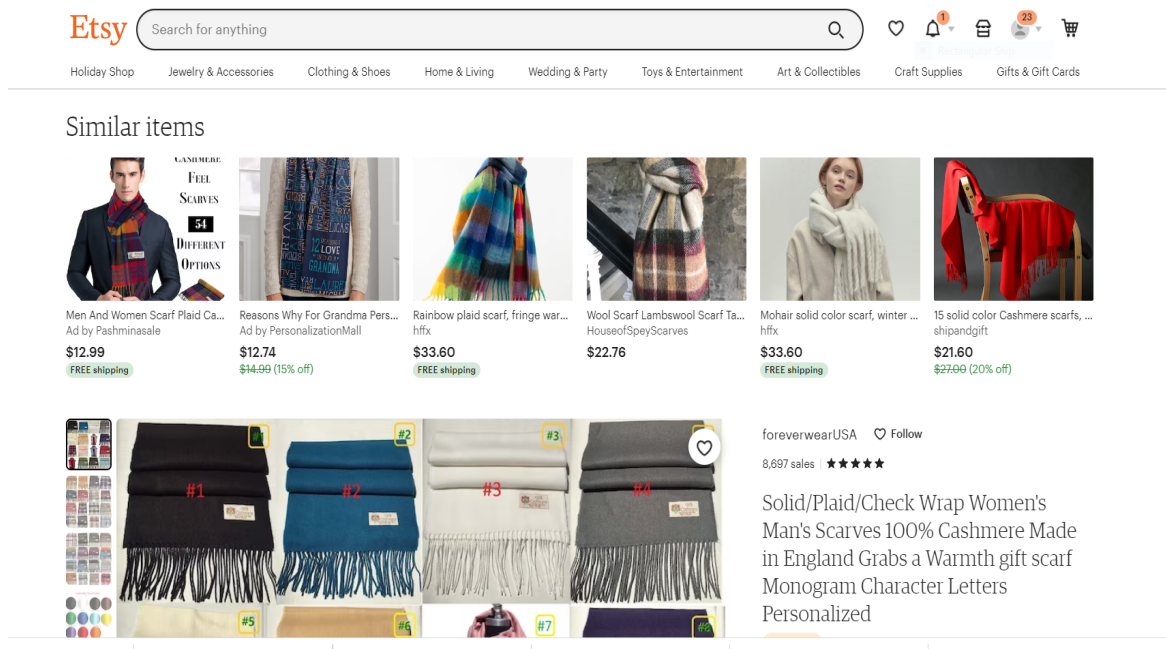 Etsy
Search for anything
1
23
Holiday Shop Jewelry & Accessories Clothing & Shoes Home & Living Wedding & Party Toys & Entertainment Art & Collectibles Craft Supplies Gifts & Gift Cards
Similar items
CASHMERE
FEEL
SCARVES
54
DIFFERENT
OPTIONS
12
LOVE
GRANDMA
Men And Women Scarf Plaid Ca...
Ad by Pashminasale
$12.99
FREE shipping
Reasons Why For Grandma Pers...
Ad by PersonalizationMall
$12.74
$14.99 (15% off)
Rainbow plaid scarf, fringe war...
hffx
$33.60
FREE shipping
Wool Scarf Lambswool Scarf Ta...
HouseofSpeyScarves
$22.76
Mohair solid color scarf, winter ...
hffx
$33.60
FREE shipping
15 solid color Cashmere scarfs, ...
shipandgift
$21.60
$27.00 (20% off)
#1 #2 #3
#1 #2 #3 #4
#5 #6 #7 #8
foreverwearUSA Follow
8,697 sales
Solid/Plaid/Check Wrap Women's
Man's Scarves 100% Cashmere Made
in England Grabs a Warmth gift scarf
Monogram Character Letters
Personalized